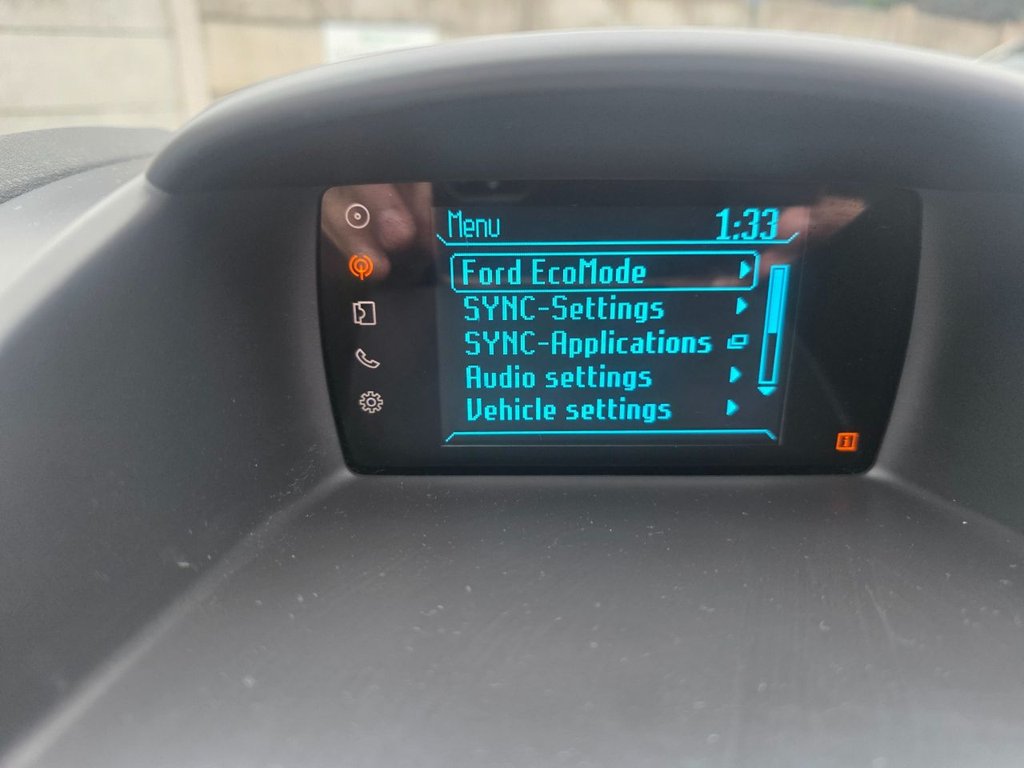 Menu 1:33
Ford EcoMode
SYNC-Settings
SYNC-Applications
Audio settings
Vehicle settings
i